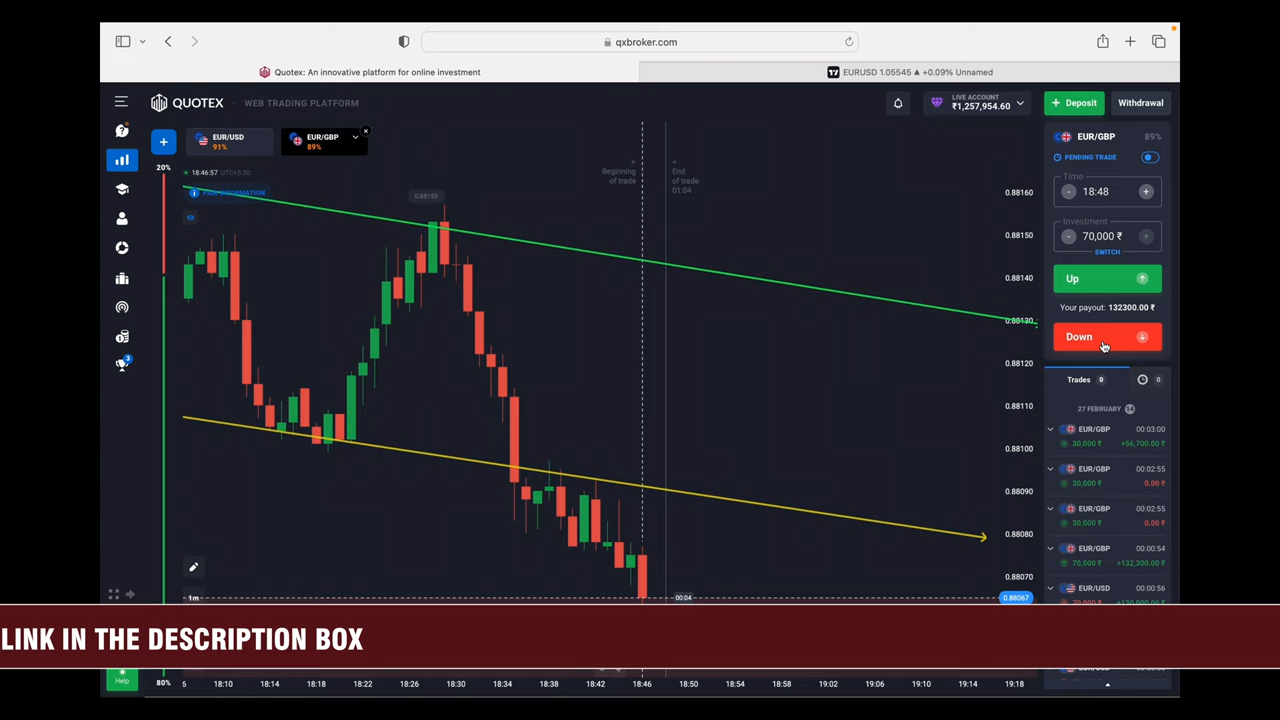 qxbroker.com
Quotex: An innovative platform for online investment
EURUSD 1.05545 ▲ +0.09% Unnamed
QUOTEX
WEB TRADING PLATFORM
LIVE ACCOUNT
₹1,257,954.60
+ Deposit
Withdrawal
EUR/USD
91%
EUR/GBP
89%
20%
18:46:57 UTC+5:30
PAIR INFORMATION
Beginning
of trade
End
of trade
01:04
0.88160
0.88150
0.88140
0.88130
0.88120
0.88110
0.88100
0.88090
0.88080
0.88070
0.88067
1m
00:04
EUR/GBP
89%
PENDING TRADE
Time
- 18:48 +
Investment
- 70,000 ₹ +
SWITCH
Up
Your payout: 132300.00 ₹
Down
Trades 0
0
27 FEBRUARY 14
EUR/GBP 00:03:00
30,000 ₹ +56,700.00 ₹
EUR/GBP 00:02:55
30,000 ₹ 0.00 ₹
EUR/GBP 00:02:55
30,000 ₹ 0.00 ₹
EUR/GBP 00:00:54
70,000 ₹ +132,300.00 ₹
EUR/USD 00:00:56
3
LINK IN THE DESCRIPTION BOX
Help
80%
6 18:10 18:14 18:18 18:22 18:26 18:30 18:34 18:38 18:42 18:46 18:50 18:54 18:58 19:02 19:06 19:10 19:14 19:18